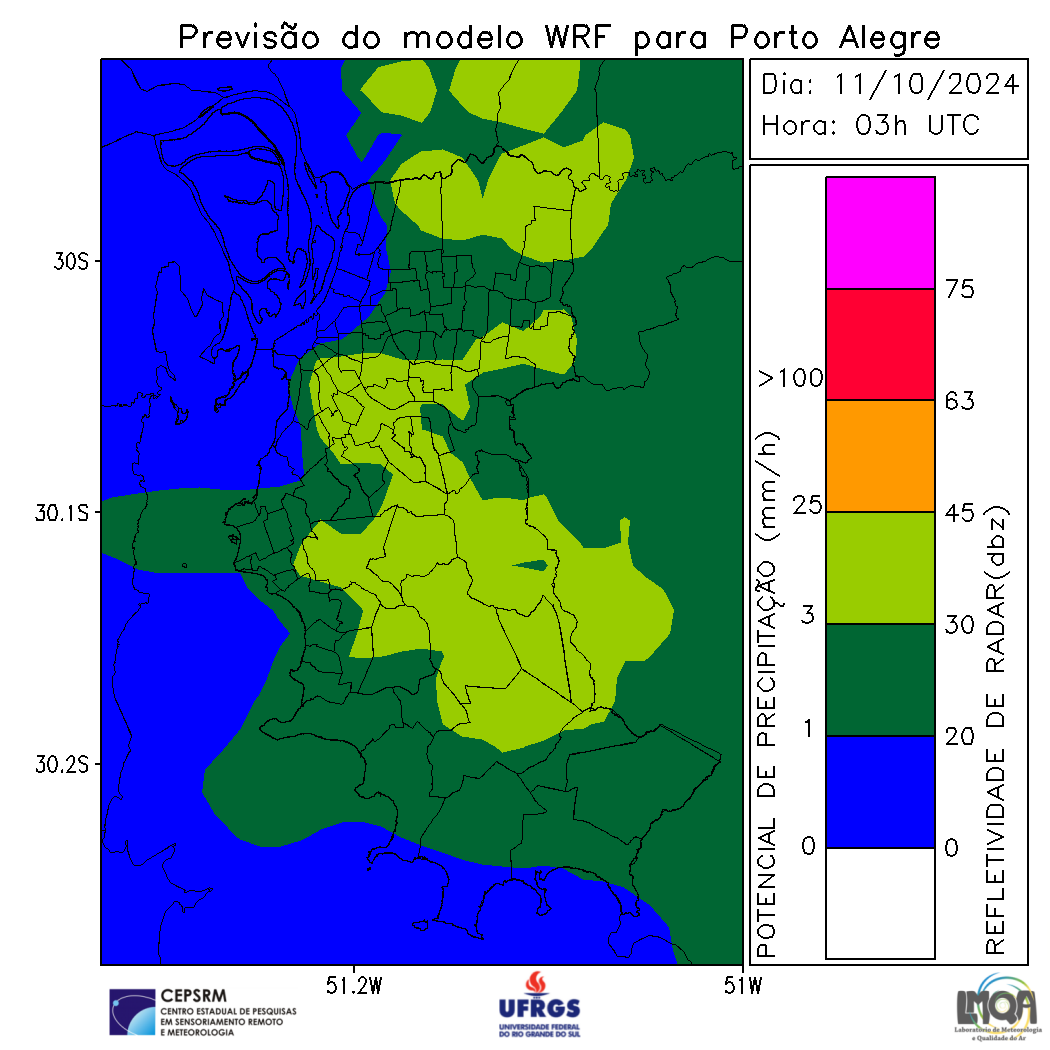 Previsão do modelo WRF para Porto Alegre
Dia: 11/10/2024
Hora: 03h UTC
30S
30.1S
30.2S
51.2W
51W
POTENCIAL DE PRECIPITAÇÃO (mm/h)
>100
25
3
1
0
75
63
45
30
20
0
REFLETIVIDADE DE RADAR(dbz)
CEPSRM
CENTRO ESTADUAL DE PESQUISAS
EM SENSORIAMENTO REMOTO
E METEOROLOGIA
UFRGS
UNIVERSIDADE FEDERAL
DO RIO GRANDE DO SUL
LMQA
Laboratório de Meteorologia
e Qualidade do Ar